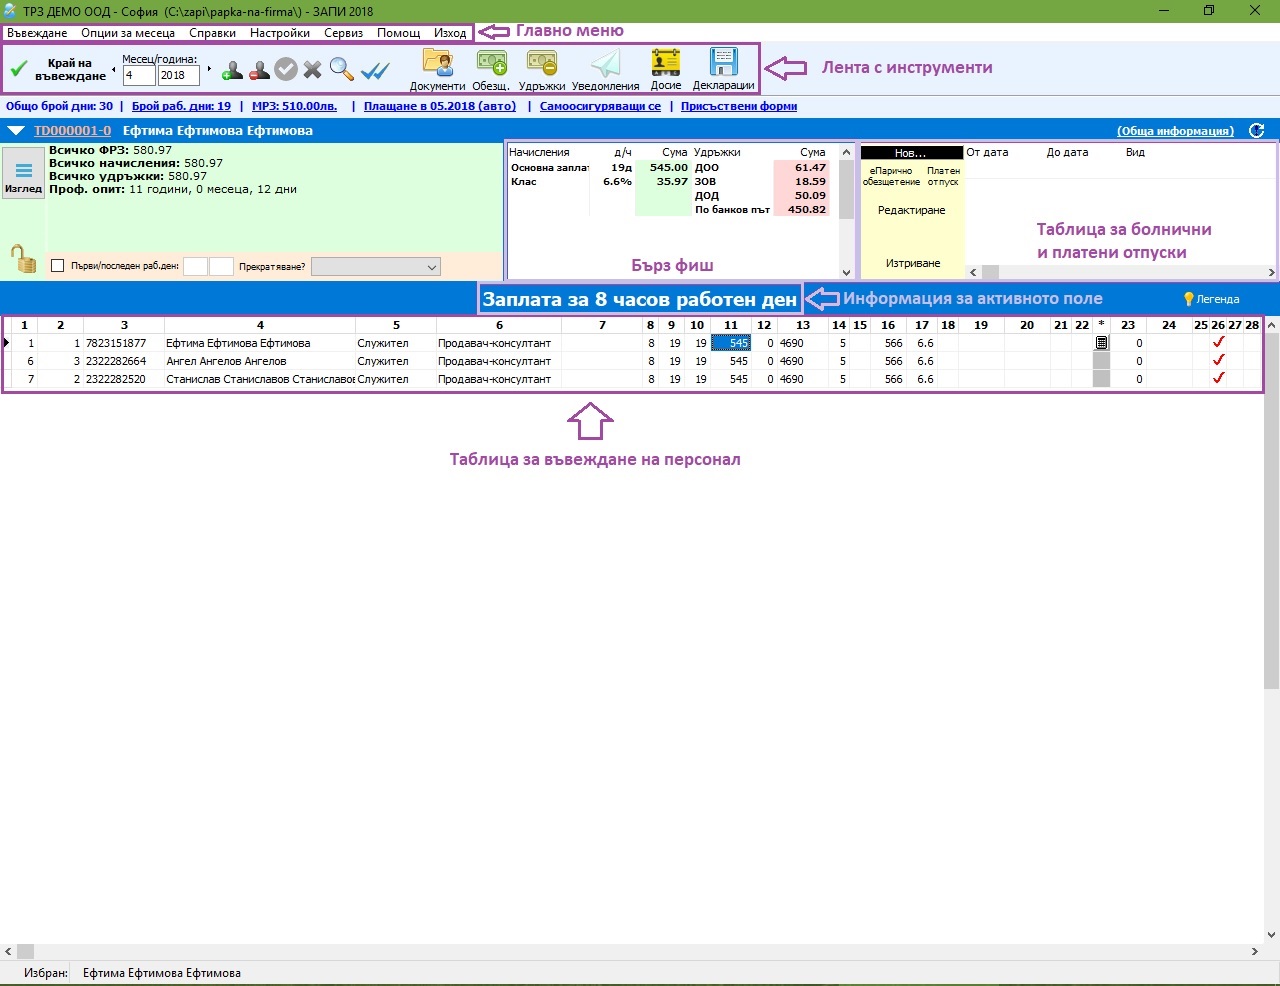 ТРЗ ДЕМО ООД - София (C:\zapi\papka-na-firma\) - ЗАПИ 2018
Въвеждане Опции за месеца Справки Настройки Сервиз Помощ Изход
Главно меню
Край на въвеждане
Месец/година:
4 2018
Документи Обезщ. Удръжки Уведомления Досие Декларации
Лента с инструменти
Общо брой дни: 30 | Брой раб. дни: 19 | МРЗ: 510.00лв. | Плащане в 05.2018 (авто) | Самоосигуряващи се | Присъствени форми
TD000001-0 Ефтима Ефтимова Ефтимова
(Обща информация)
Изглед
Всичко ФРЗ: 580.97
Всичко начисления: 580.97
Всичко удръжки: 580.97
Проф. опит: 11 години, 0 месеца, 12 дни
Първи/последен раб.ден:
Прекратяване?
Начисления д/ч Сума Удръжки Сума
Основна заплат 19д 545.00 ДОО 61.47
Клас 6.6% 35.97 ЗОВ 18.59
ДОД 50.09
По банков път 450.82
Бърз фиш
Нов...
еПарично обезщетение
Платен отпуск
Редактиране
Изтриване
От дата До дата Вид
Таблица за болнични
и платени отпуски
Заплата за 8 часов работен ден
Информация за активното поле
Легенда
1 2 3 4 5 6 7 8 9 10 11 12 13 14 15 16 17 18 19 20 21 22 * 23 24 25 26 27 28
1 1 7823151877 Ефтима Ефтимова Ефтимова Служител Продавач-консултант 8 19 19 545 0 4690 5 566 6.6 0
6 3 2322282664 Ангел Ангелов Ангелов Служител Продавач-консултант 8 19 19 545 0 4690 5 566 6.6 0
7 2 2322282520 Станислав Станиславов Станиславов Служител Продавач-консултант 8 19 19 545 0 4690 5 566 6.6 0
Таблица за въвеждане на персонал
Избран: Ефтима Ефтимова Ефтимова